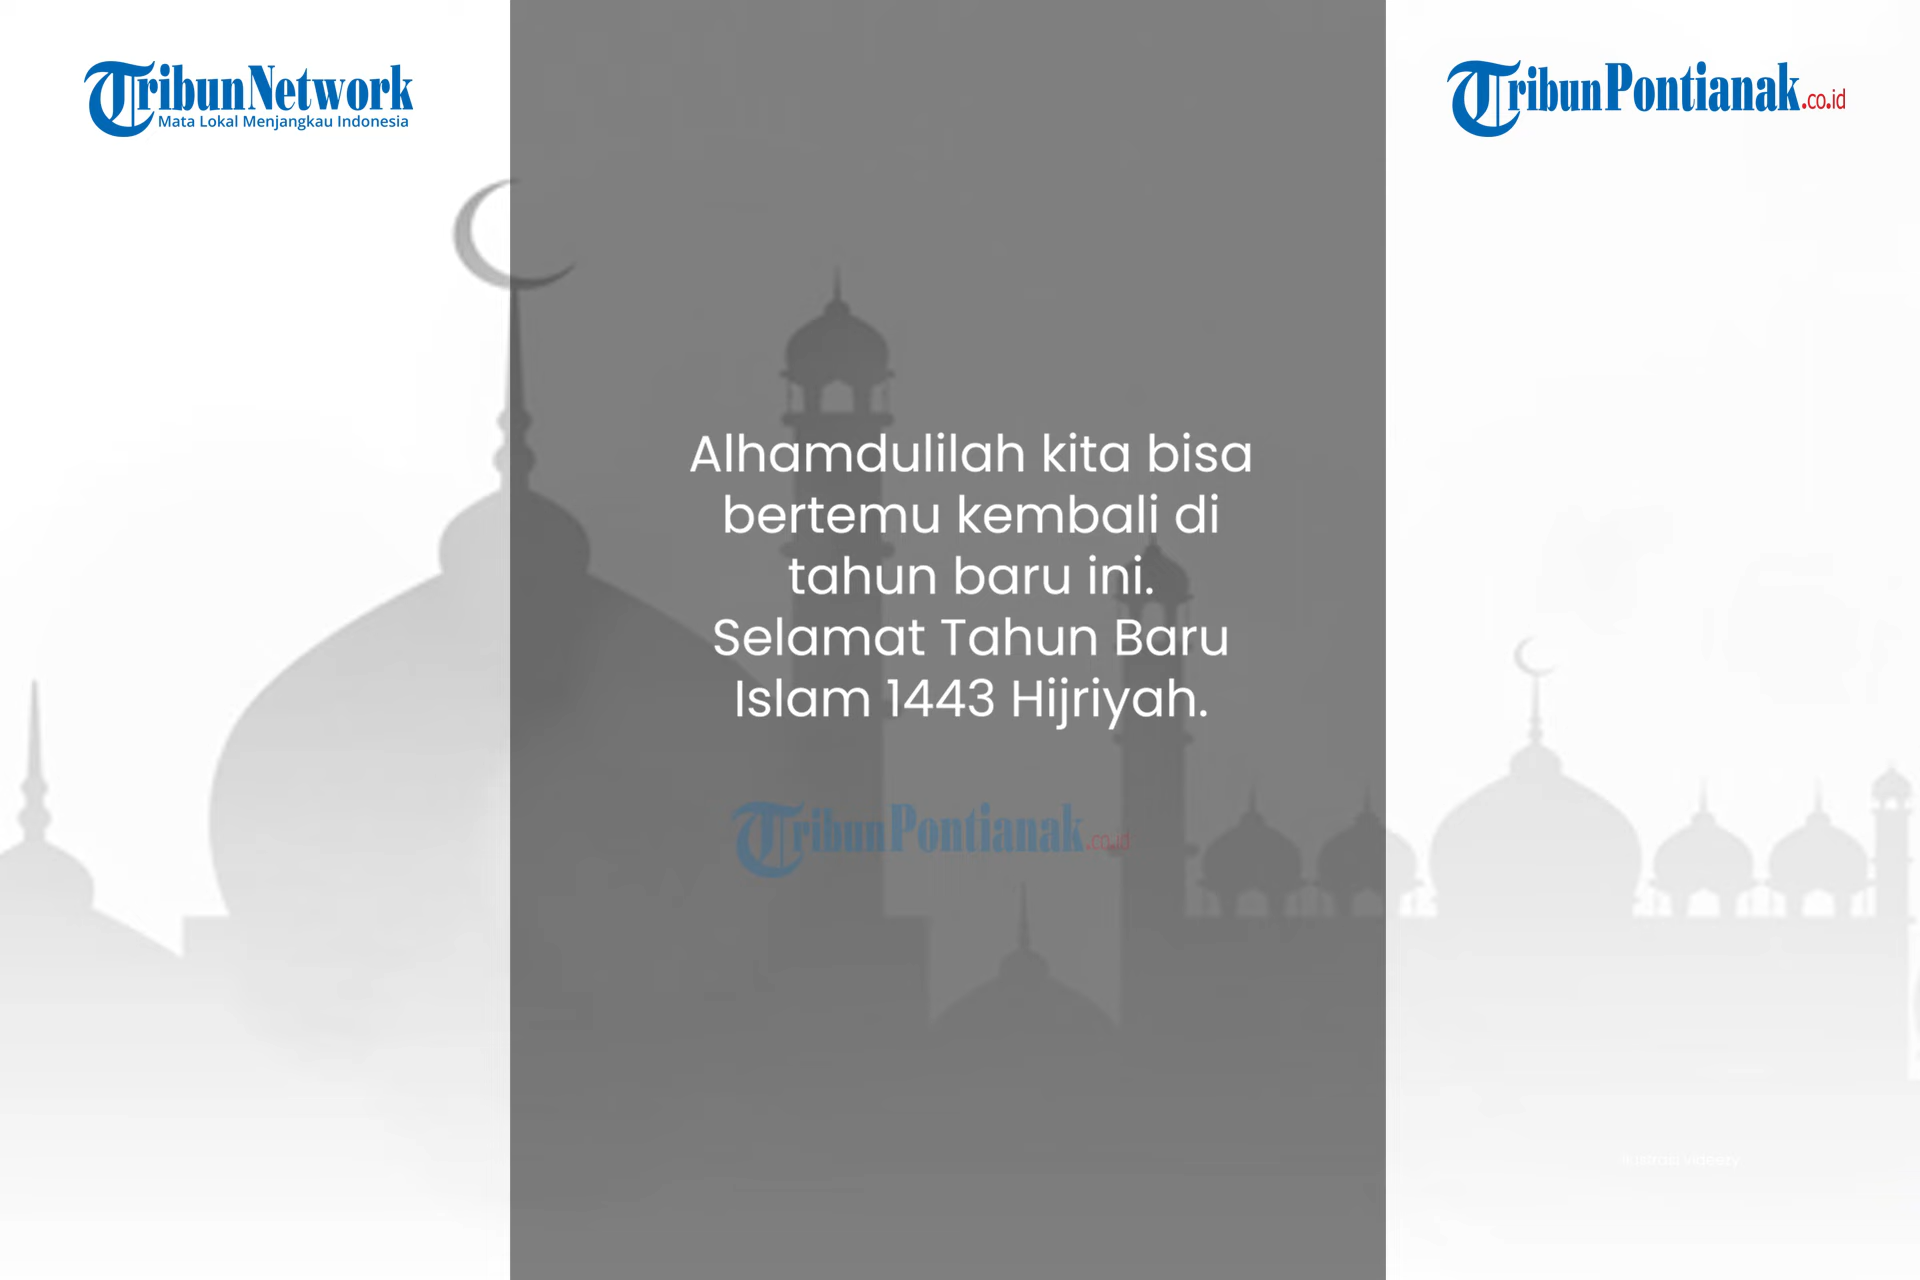 TribunNetwork
Mata Lokal Menjangkau Indonesia
TribunPontianak.co.id
Alhamdulilah kita bisa
bertemu kembali di
tahun baru ini.
Selamat Tahun Baru
Islam 1443 Hijriyah.
TribunPontianak.co.id